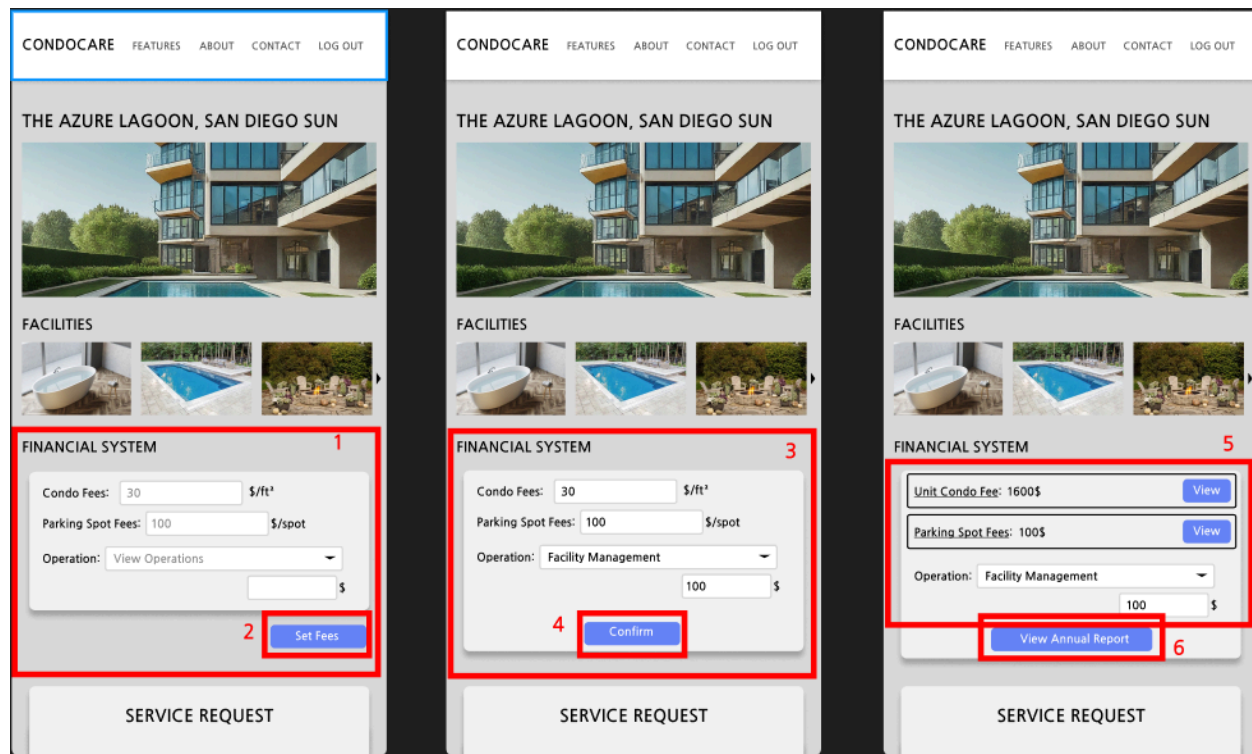 CONDOCARE FEATURES ABOUT CONTACT LOG OUT
THE AZURE LAGOON, SAN DIEGO SUN
FACILITIES
FINANCIAL SYSTEM 1
Condo Fees: 30 $/ft³
Parking Spot Fees: 100 $/spot
Operation: View Operations
$
2 Set Fees
SERVICE REQUEST
CONDOCARE FEATURES ABOUT CONTACT LOG OUT
THE AZURE LAGOON, SAN DIEGO SUN
FACILITIES
FINANCIAL SYSTEM 3
Condo Fees: 30 $/ft³
Parking Spot Fees: 100 $/spot
Operation: Facility Management
100 $
4 Confirm
SERVICE REQUEST
CONDOCARE FEATURES ABOUT CONTACT LOG OUT
THE AZURE LAGOON, SAN DIEGO SUN
FACILITIES
FINANCIAL SYSTEM 5
Unit Condo Fee: 1600$ View
Parking Spot Fees: 100$ View
Operation: Facility Management
100 $
View Annual Report 6
SERVICE REQUEST